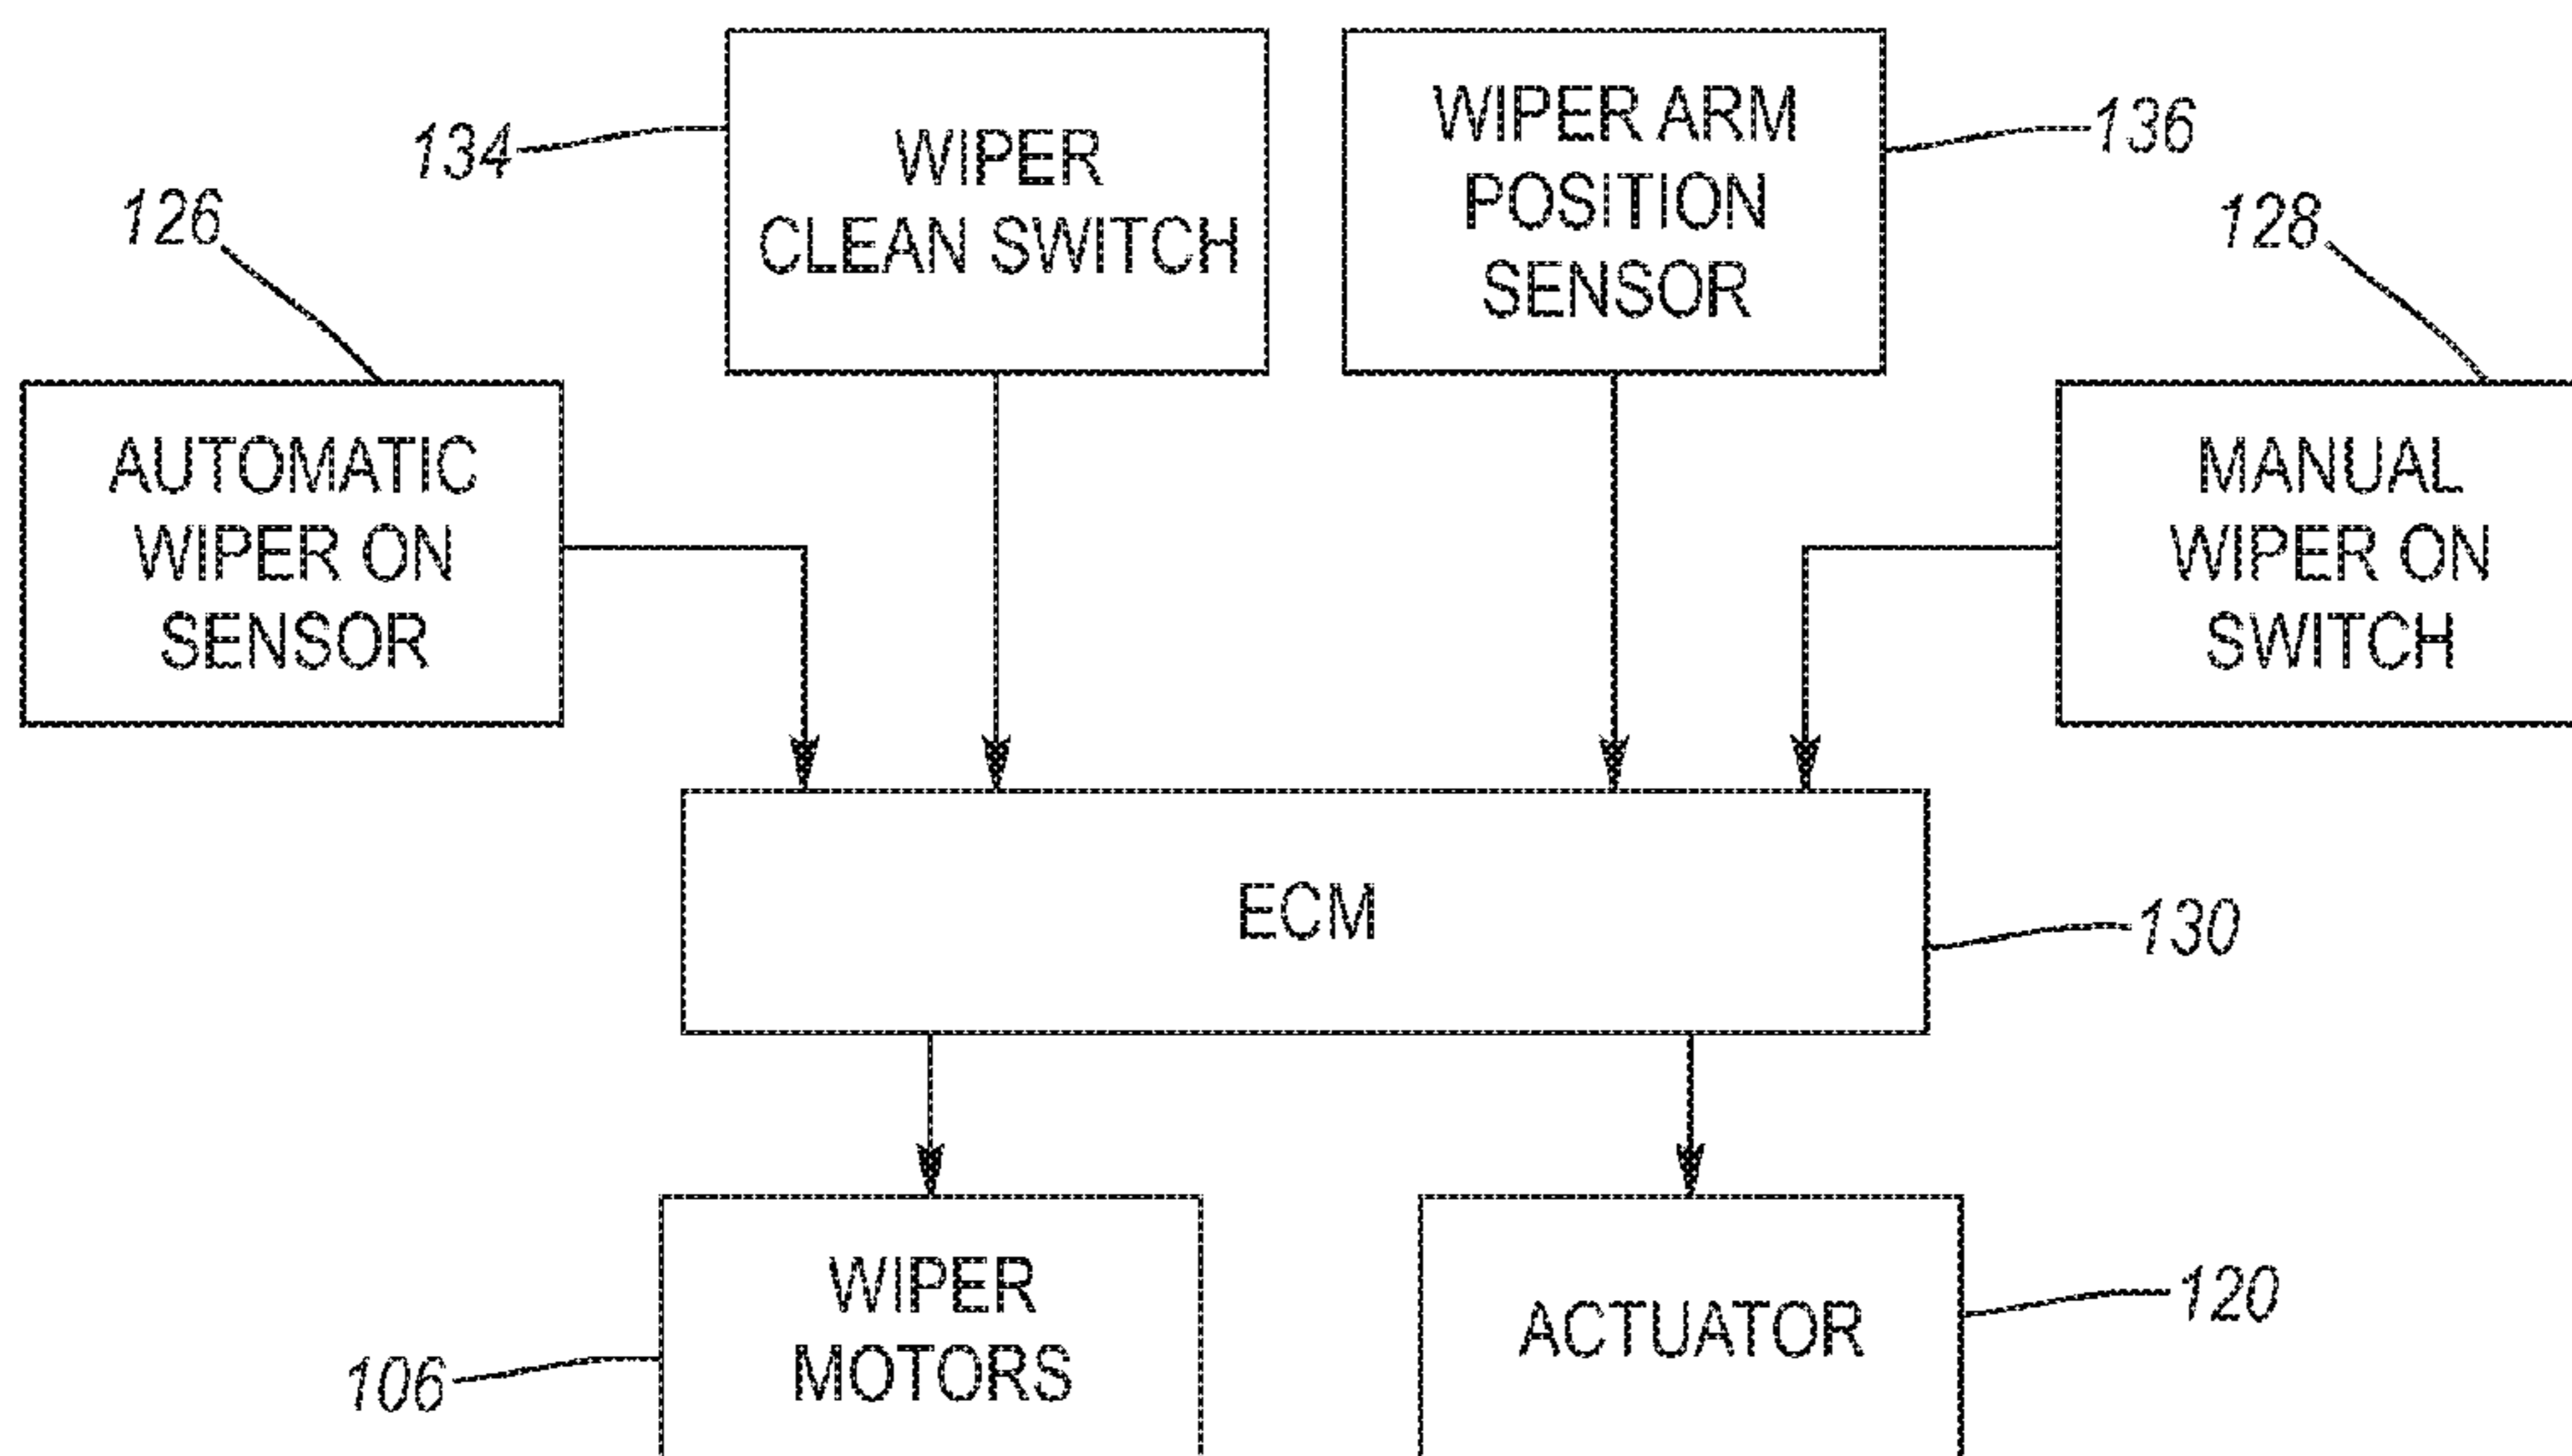 134
WIPER
CLEAN SWITCH
WIPER ARM
POSITION
SENSOR
136
126
AUTOMATIC
WIPER ON
SENSOR
128
MANUAL
WIPER ON
SWITCH
ECM
130
WIPER
MOTORS
106
ACTUATOR
120